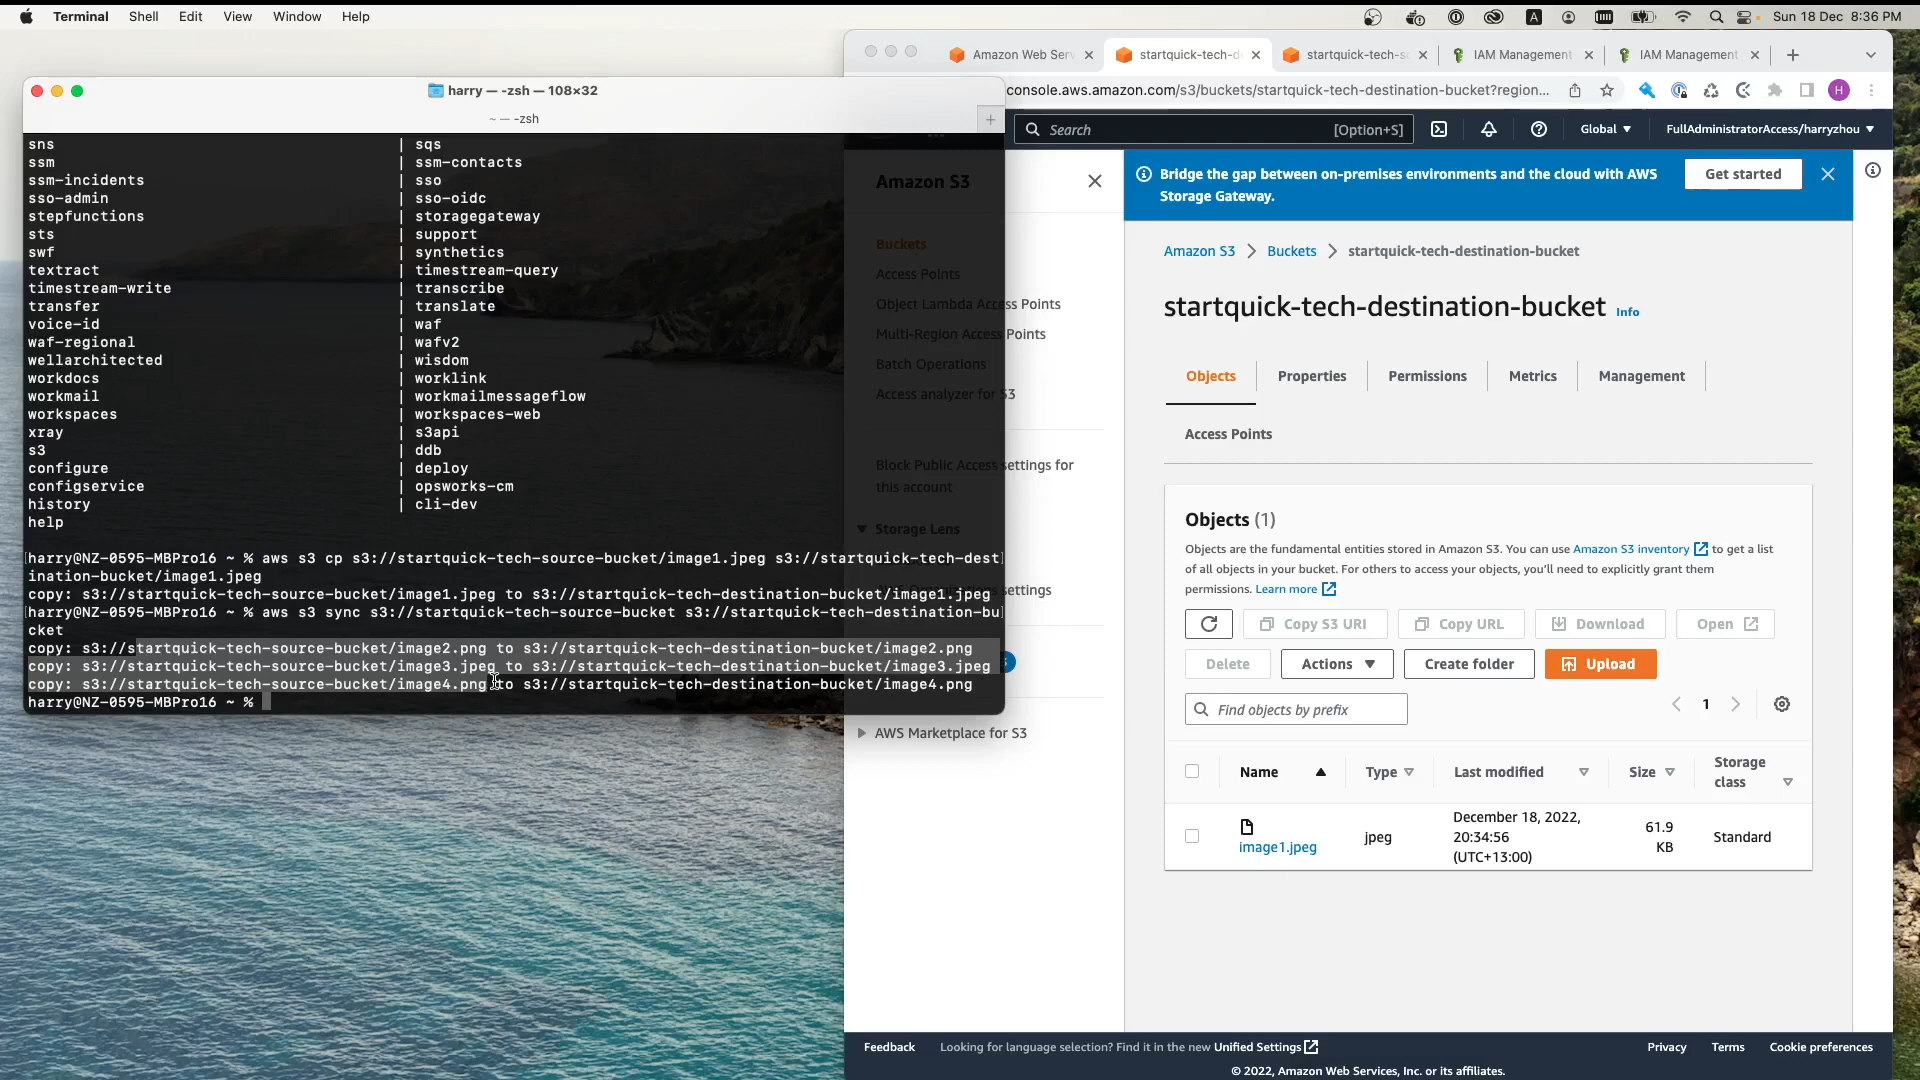 Terminal Shell Edit View Window Help
A
Sun 18 Dec 8:36 PM
harry — -zsh — 108×32
~ — -zsh
sns | sqs
ssm | ssm-contacts
ssm-incidents | sso
sso-admin | sso-oidc
stepfunctions | storagegateway
sts | support
swf | synthetics
textract | timestream-query
timestream-write | transcribe
transfer | translate
voice-id | waf
waf-regional | wafv2
wellarchitected | wisdom
workdocs | worklink
workmail | workmailmessageflow
workspaces | workspaces-web
xray | s3api
s3 | ddb
configure | deploy
configservice | opsworks-cm
history | cli-dev
help
harry@NZ-0595-MBPro16 ~ % aws s3 cp s3://startquick-tech-source-bucket/image1.jpeg s3://startquick-tech-dest
ination-bucket/image1.jpeg
copy: s3://startquick-tech-source-bucket/image1.jpeg to s3://startquick-tech-destination-bucket/image1.jpeg
harry@NZ-0595-MBPro16 ~ % aws s3 sync s3://startquick-tech-source-bucket s3://startquick-tech-destination-bu
cket
copy: s3://startquick-tech-source-bucket/image2.png to s3://startquick-tech-destination-bucket/image2.png
copy: s3://startquick-tech-source-bucket/image3.jpeg to s3://startquick-tech-destination-bucket/image3.jpeg
copy: s3://startquick-tech-source-bucket/image4.png to s3://startquick-tech-destination-bucket/image4.png
harry@NZ-0595-MBPro16 ~ %
Amazon Web Serv
startquick-tech-de
startquick-tech-so
IAM Management
IAM Management
console.aws.amazon.com/s3/buckets/startquick-tech-destination-bucket?region...
H
Search [Option+S]
Global
FullAdministratorAccess/harryzhou
Amazon S3
Buckets
Access Points
Object Lambda Access Points
Multi-Region Access Points
Batch Operations
Access analyzer for S3
Block Public Access settings for
this account
Storage Lens
settings
AWS Marketplace for S3
Bridge the gap between on-premises environments and the cloud with AWS
Storage Gateway.
Get started
Amazon S3 > Buckets > startquick-tech-destination-bucket
startquick-tech-destination-bucket Info
Objects Properties Permissions Metrics Management
Access Points
Objects (1)
Objects are the fundamental entities stored in Amazon S3. You can use Amazon S3 inventory to get a list
of all objects in your bucket. For others to access your objects, you'll need to explicitly grant them
permissions. Learn more
Copy S3 URI Copy URL Download Open
Delete Actions Create folder Upload
Find objects by prefix
1
Name Type Last modified Size Storage
class
image1.jpeg
jpeg
December 18, 2022,
20:34:56
(UTC+13:00)
61.9
KB
Standard
Feedback Looking for language selection? Find it in the new Unified Settings
Privacy Terms Cookie preferences
© 2022, Amazon Web Services, Inc. or its affiliates.